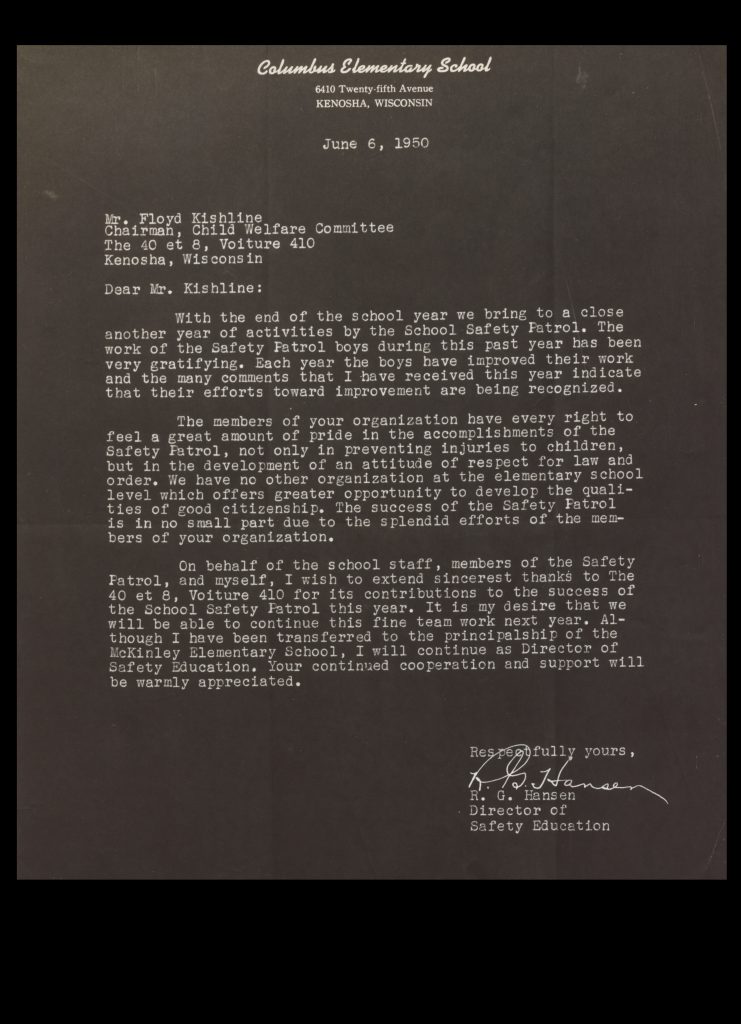 Columbus Elementary School
6410 Twenty-fifth Avenue
KENOSHA, WISCONSIN
June 6, 1950
Mr. Floyd Kishline
Chairman, Child Welfare Committee
The 40 et 8, Voiture 410
Kenosha, Wisconsin
Dear Mr. Kishline:
With the end of the school year we bring to a close
another year of activities by the School Safety Patrol. The
work of the Safety Patrol boys during this past year has been
very gratifying. Each year the boys have improved their work
and the many comments that I have received this year indicate
that their efforts toward improvement are being recognized.
The members of your organization have every right to
feel a great amount of pride in the accomplishments of the
Safety Patrol, not only in preventing injuries to children,
but in the development of an attitude of respect for law and
order. We have no other organization at the elementary school
level which offers greater opportunity to develop the quali-
ties of good citizenship. The success of the Safety Patrol
is in no small part due to the splendid efforts of the mem-
bers of your organization.
On behalf of the school staff, members of the Safety
Patrol, and myself, I wish to extend sincerest thanks to The
40 et 8, Voiture 410 for its contributions to the success of
the School Safety Patrol this year. It is my desire that we
will be able to continue this fine team work next year. Al-
though I have been transferred to the principalship of the
McKinley Elementary School, I will continue as Director of
Safety Education. Your continued cooperation and support will
be warmly appreciated.
Respectfully yours,
R. G. Hansen
R. G. Hansen
Director of
Safety Education